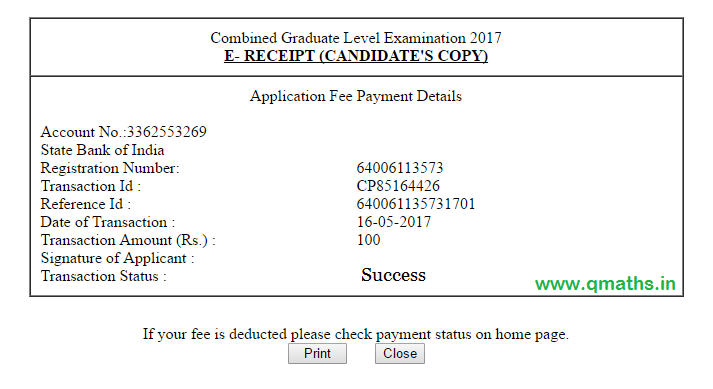 Combined Graduate Level Examination 2017
E- RECEIPT (CANDIDATE'S COPY)
Application Fee Payment Details
Account No.:3362553269
State Bank of India
Registration Number: 64006113573
Transaction Id : CP85164426
Reference Id : 640061135731701
Date of Transaction : 16-05-2017
Transaction Amount (Rs.) : 100
Signature of Applicant :
Transaction Status : Success
www.qmaths.in
If your fee is deducted please check payment status on home page.
Print Close